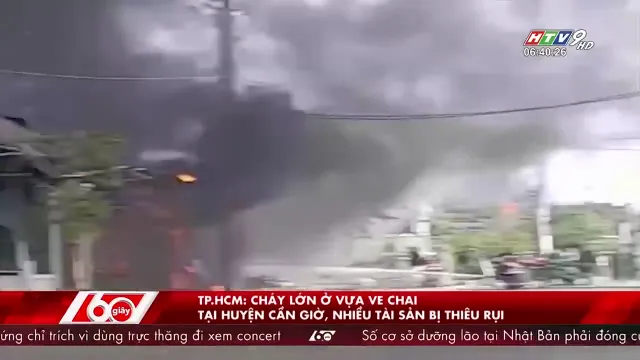 HTV9 HD
06:40:26
TP.HCM: CHÁY LỚN Ở VỰA VE CHAI
TẠI HUYỆN CẦN GIỜ, NHIỀU TÀI SẢN BỊ THIÊU RỤI
60 giây
ứng chỉ trích vì dùng trực thăng đi xem concert 60 Số cơ sở dưỡng lão tại Nhật Bản phải đóng c